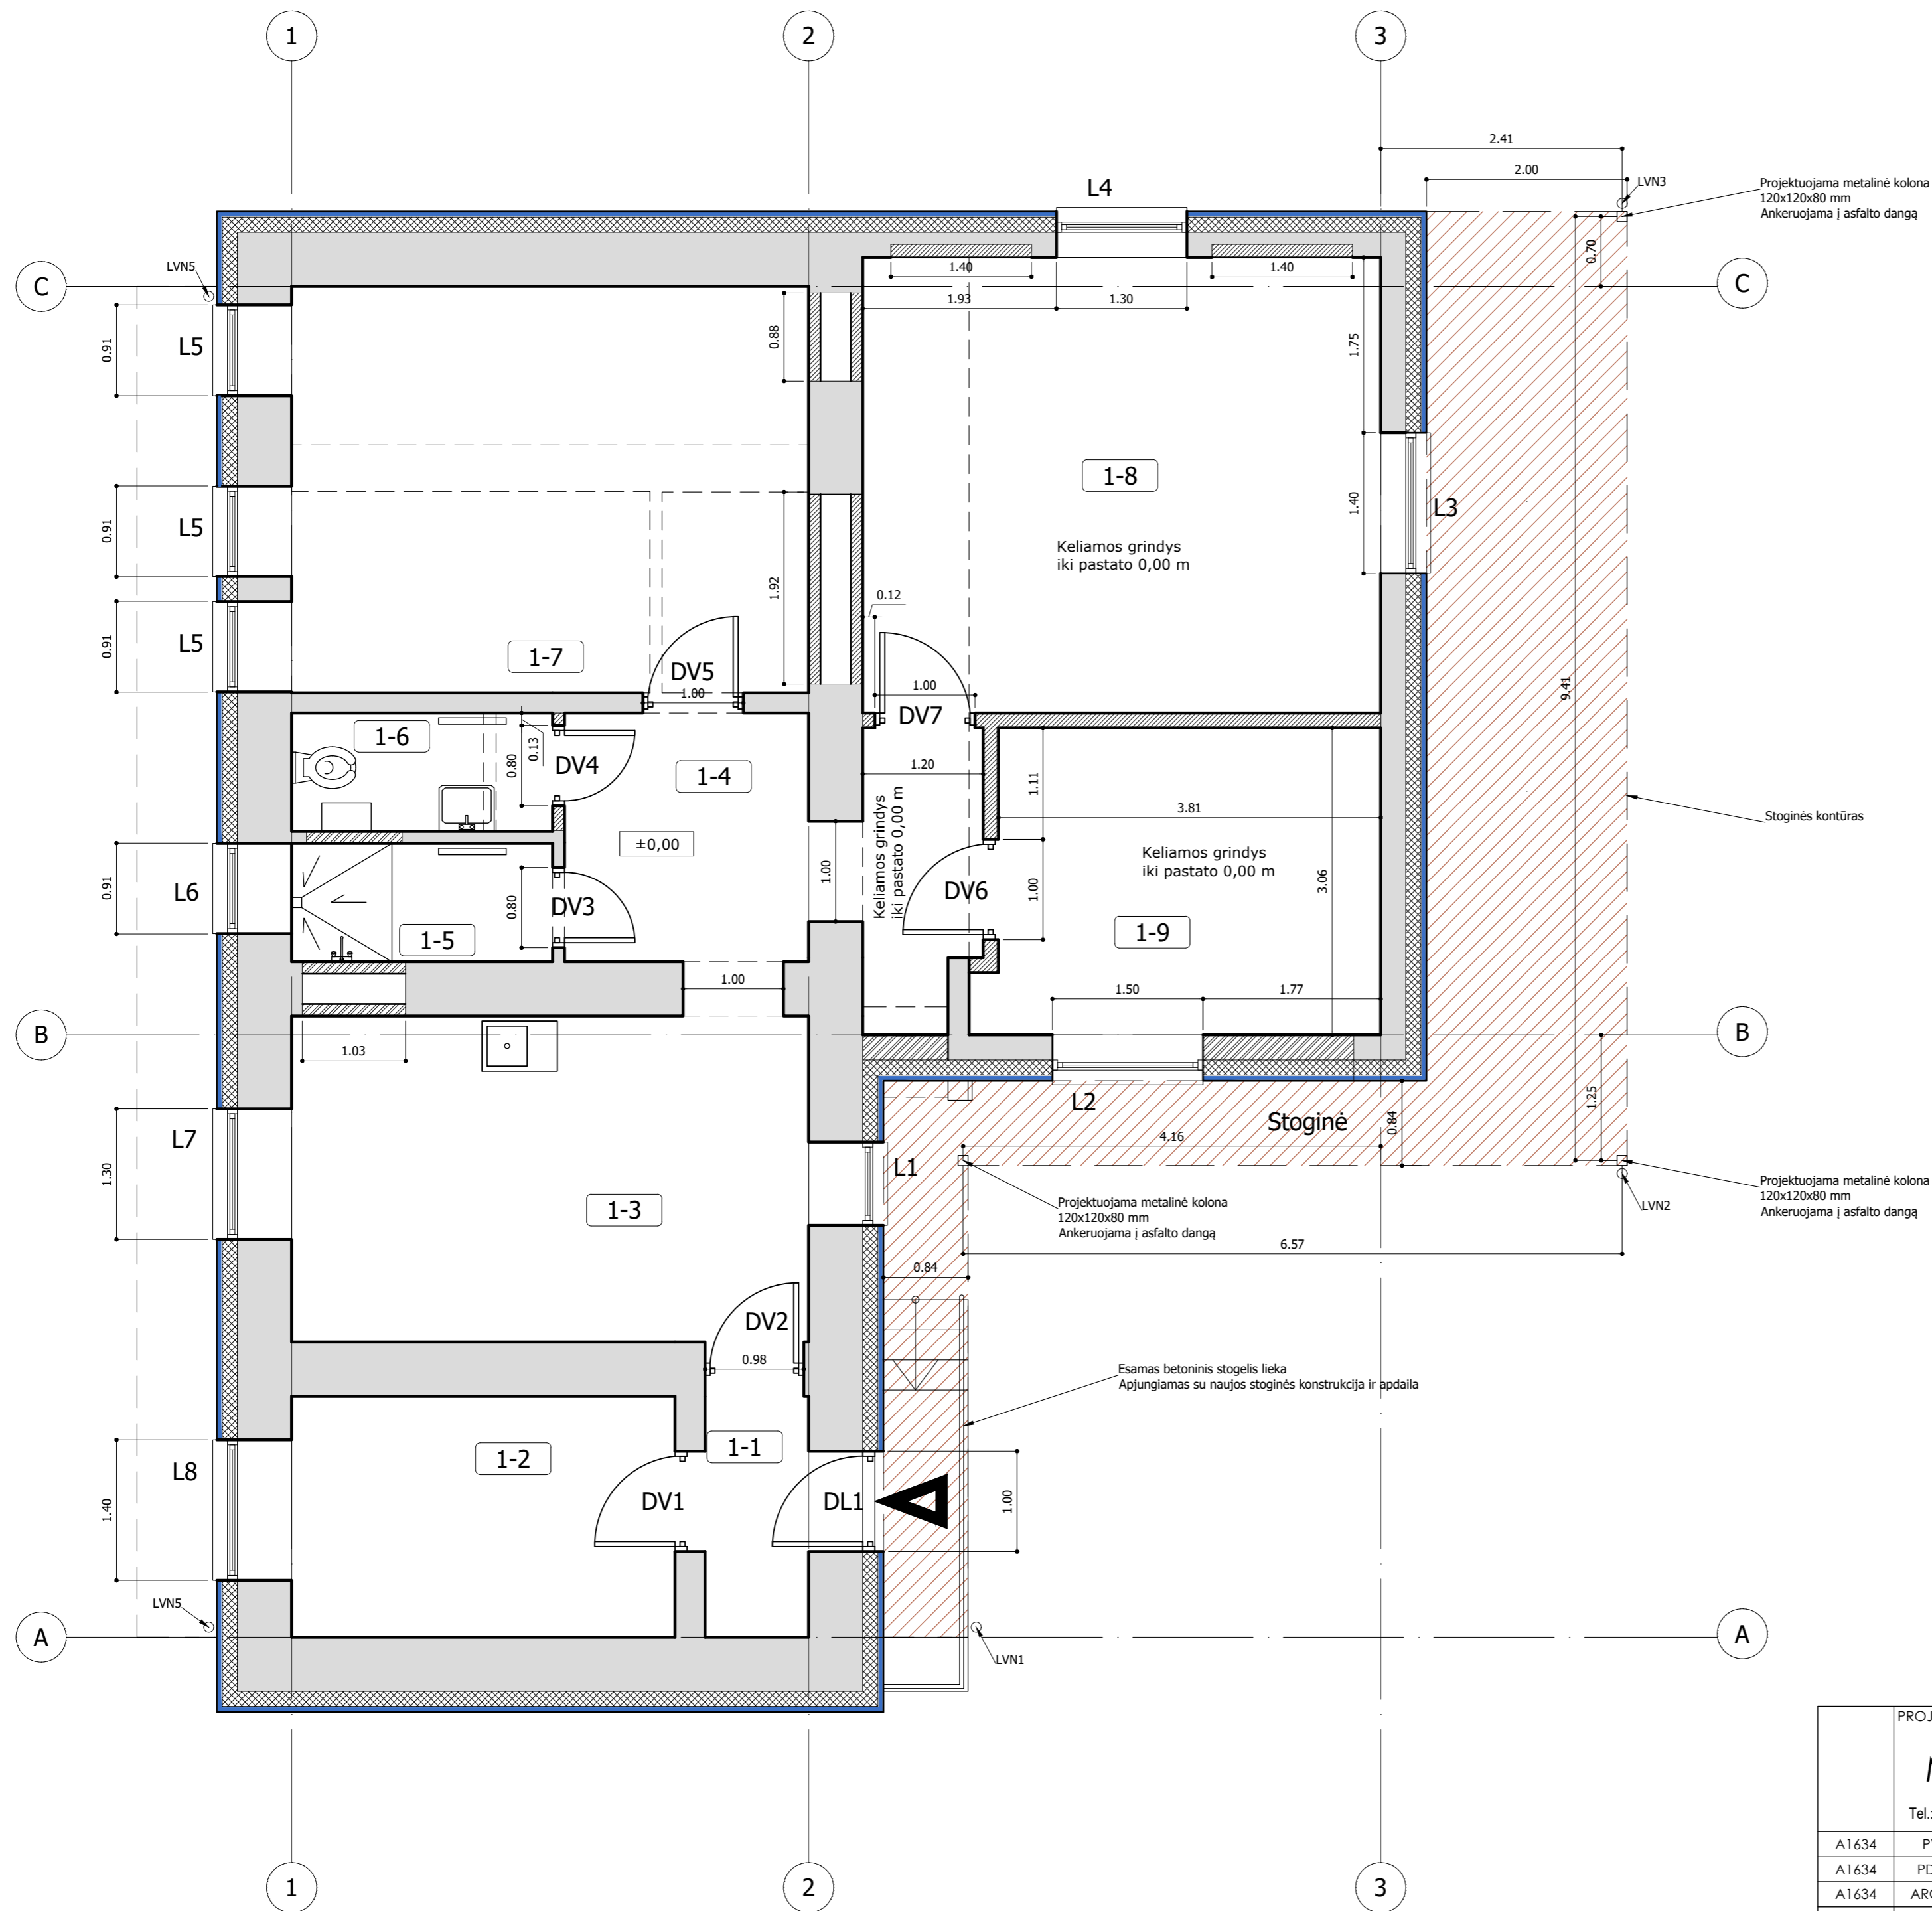 1
2
3
2.41
2.00
LVN3
Projektuojama metalinė kolona
120x120x80 mm
Ankeruojama į asfalto dangą
L4
0.70
LVN5
C
C
1.40
1.40
1.93
1.30
0.91
L5
0.88
1.75
1-8
1.40
L3
0.91
L5
Keliamos grindys
iki pastato 0,00 m
1.92
0.12
0.91
L5
1-7
DV5
1.00
1.00
DV7
9.41
1-6
0.13
0.80
DV4
1-4
1.20
1.11
3.81
Stoginės kontūras
±0,00
Keliamos grindys
iki pastato 0,00 m
Keliamos grindys
iki pastato 0,00 m
3.06
0.91
L6
1.00
DV6
1.00
0.80
DV3
1-5
1-9
1.00
1.50
1.77
B
B
1.03
L2
Stoginė
0.84
1.25
L7
4.16
L1
1.30
1-3
Projektuojama metalinė kolona
120x120x80 mm
Ankeruojama į asfalto dangą
Projektuojama metalinė kolona
120x120x80 mm
Ankeruojama į asfalto dangą
LVN2
6.57
0.84
DV2
0.98
Esamas betoninis stogelis lieka
Apjungiamas su naujos stoginės konstrukcija ir apdaila
1-1
1-2
L8
1.40
DV1
DL1
1.00
LVN5
A
A
LVN1
PROJ
Tel.:
A1634
A1634
PD
A1634
1
2
3